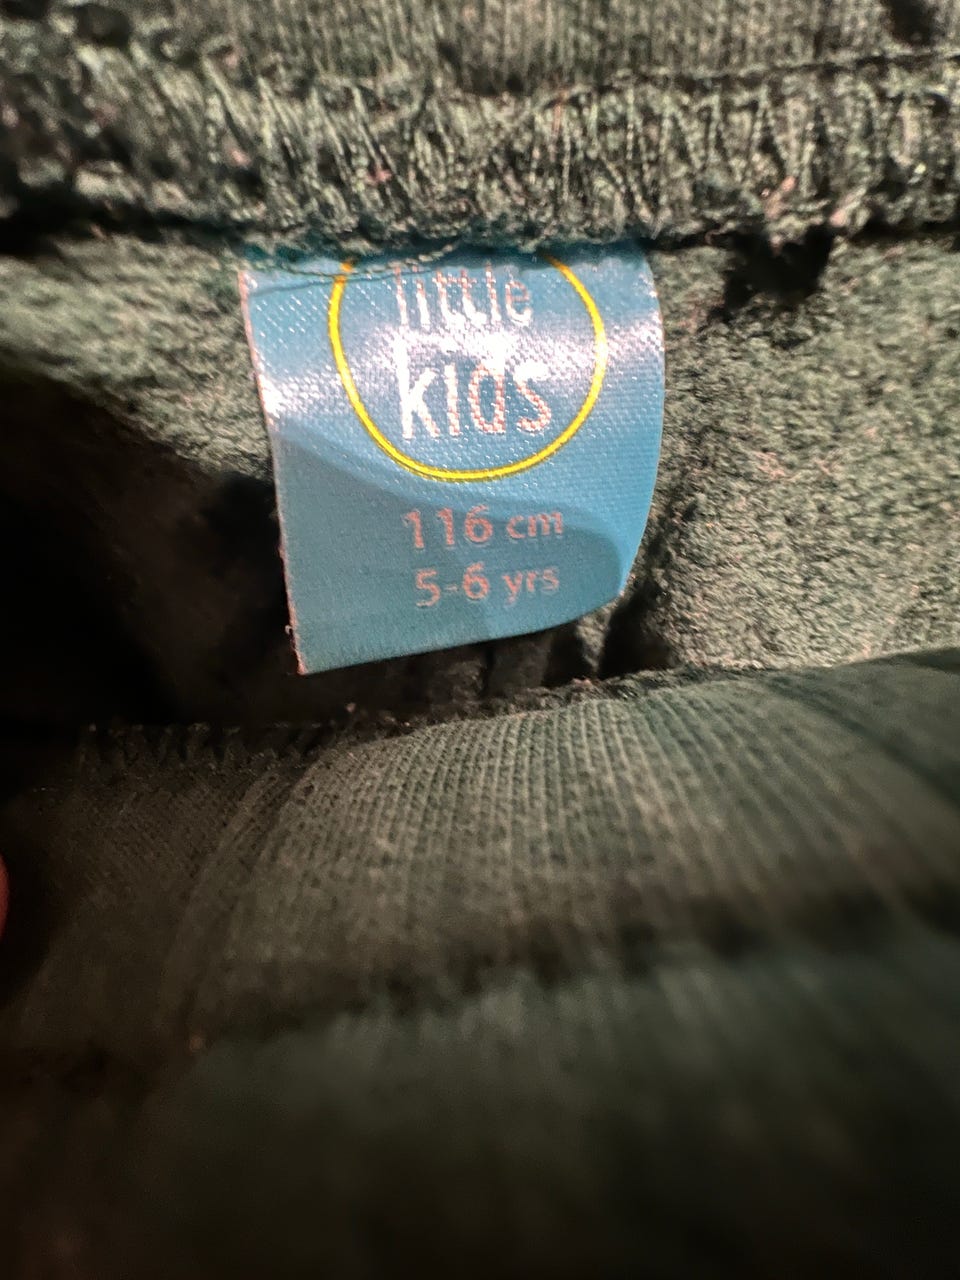 little
kids
116 cm
5-6 yrs